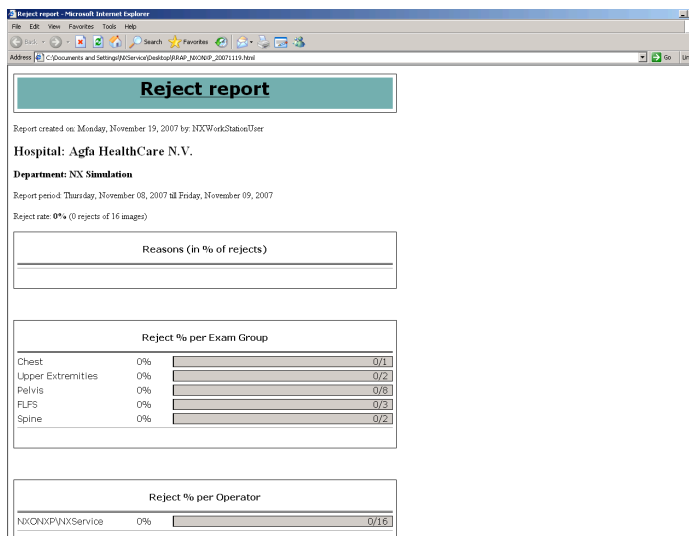 Reject report - Microsoft Internet Explorer
File Edit View Favorites Tools Help
Back Search Favorites
Address C:\Documents and Settings\NXService\Desktop\RRAP_NXONXP_20071119.html Go
Reject report
Report created on: Monday, November 19, 2007 by: NXWorkStationUser
Hospital: Agfa HealthCare N.V.
Department: NX Simulation
Report period: Thursday, November 08, 2007 till Friday, November 09, 2007
Reject rate: 0% (0 rejects of 16 images)
Reasons (in % of rejects)
Reject % per Exam Group
Chest 0% 0/1
Upper Extremities 0% 0/2
Pelvis 0% 0/8
FLFS 0% 0/3
Spine 0% 0/2
Reject % per Operator
NXONXP\NXService 0% 0/16